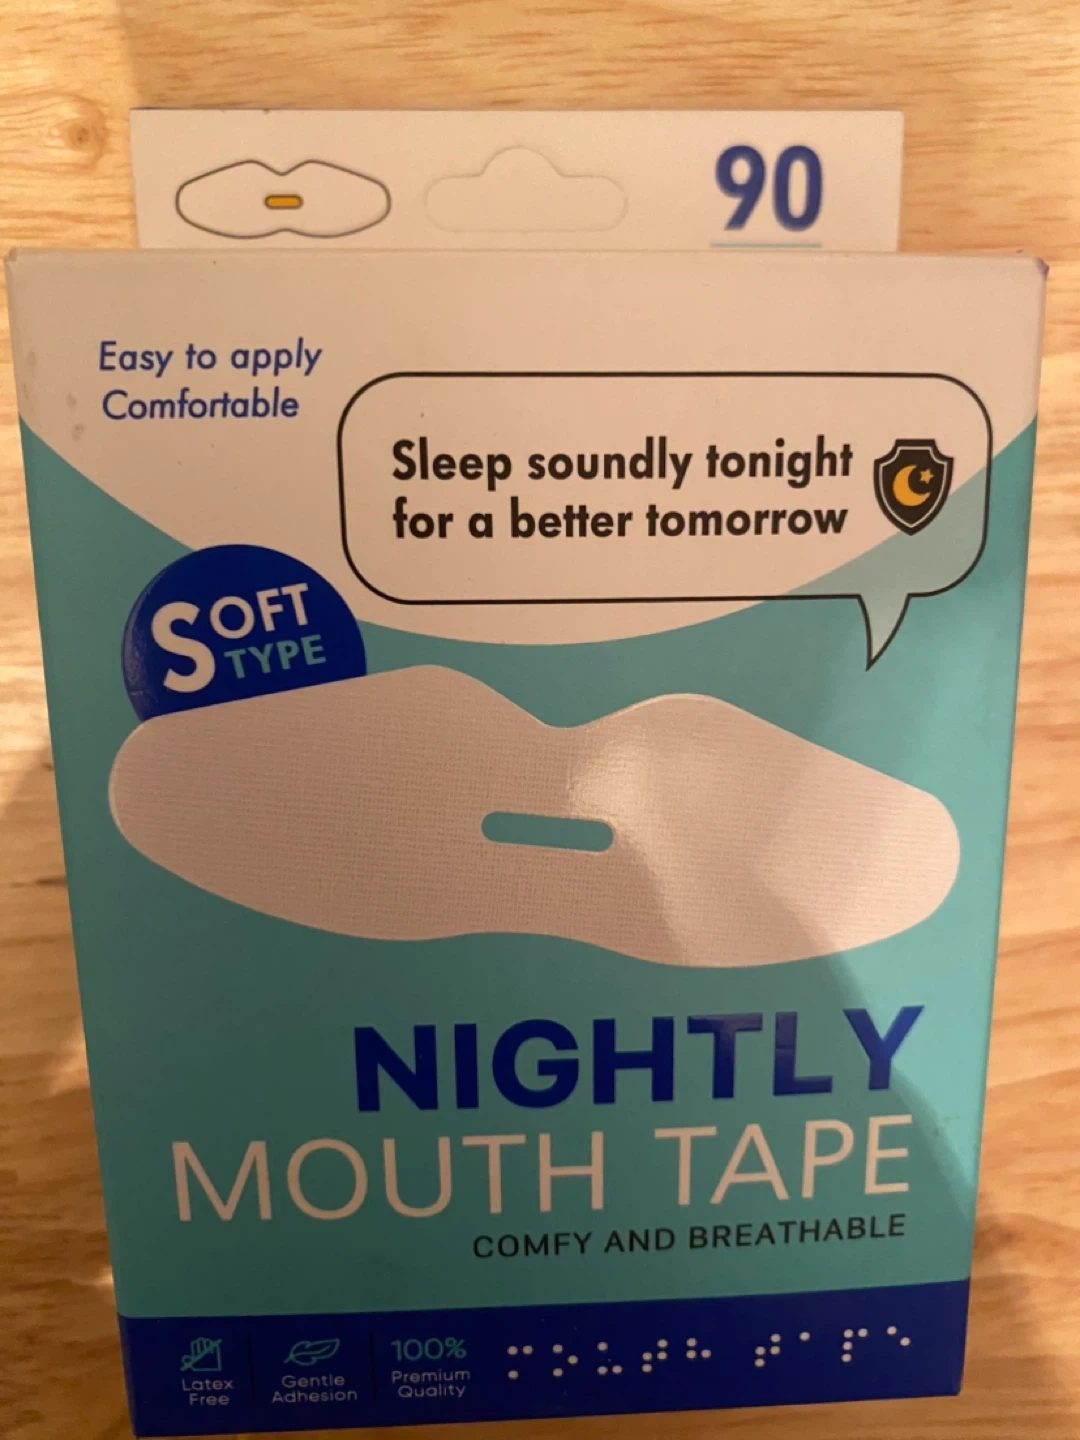 90
Easy to apply
Comfortable
Sleep soundly tonight
for a better tomorrow
SOFT
TYPE
NIGHTLY
MOUTH TAPE
COMFY AND BREATHABLE
Latex
Free
Gentle
Adhesion
100%
Premium
Quality
⠍⠕⠥⠞⠓ ⠞⠁⠏⠑